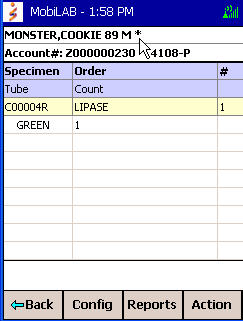 MobiLAB - 1:58 PM
MONSTER,COOKIE 89 M *
Account#: Z000000230 4108-P
Specimen Order #
Tube Count
C00004R LIPASE 1
GREEN 1
Back Config Reports Action